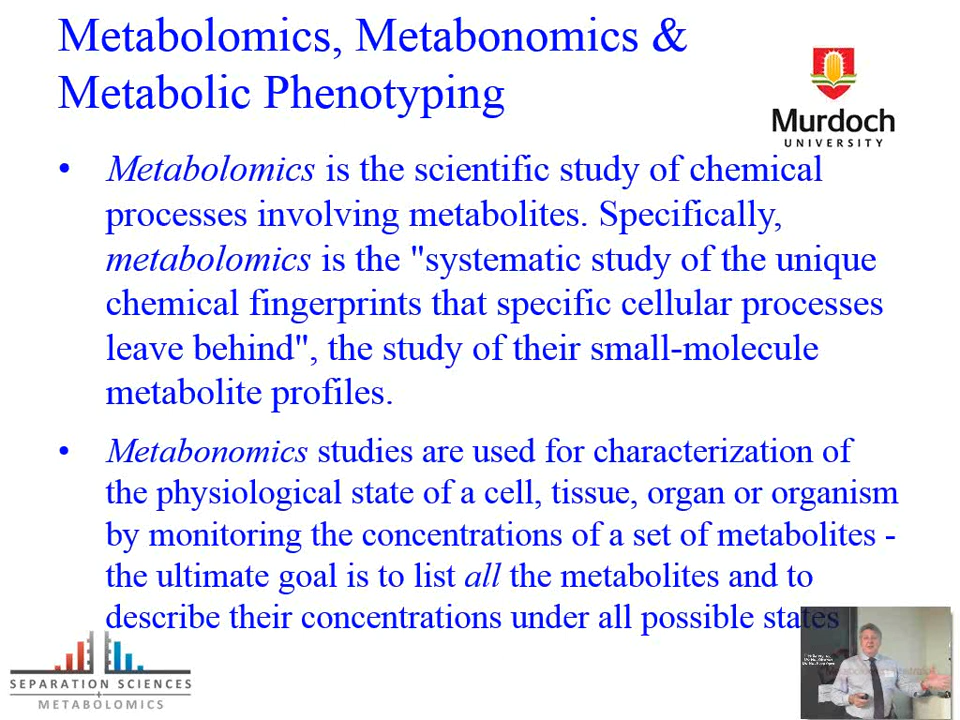 Metabolomics, Metabonomics &
Metabolic Phenotyping
Murdoch
UNIVERSITY
• Metabolomics is the scientific study of chemical
processes involving metabolites. Specifically,
metabolomics is the "systematic study of the unique
chemical fingerprints that specific cellular processes
leave behind", the study of their small-molecule
metabolite profiles.
• Metabonomics studies are used for characterization of
the physiological state of a cell, tissue, organ or organism
by monitoring the concentrations of a set of metabolites -
the ultimate goal is to list all the metabolites and to
describe their concentrations under all possible states
SEPARATION SCIENCES
+
METABOLOMICS